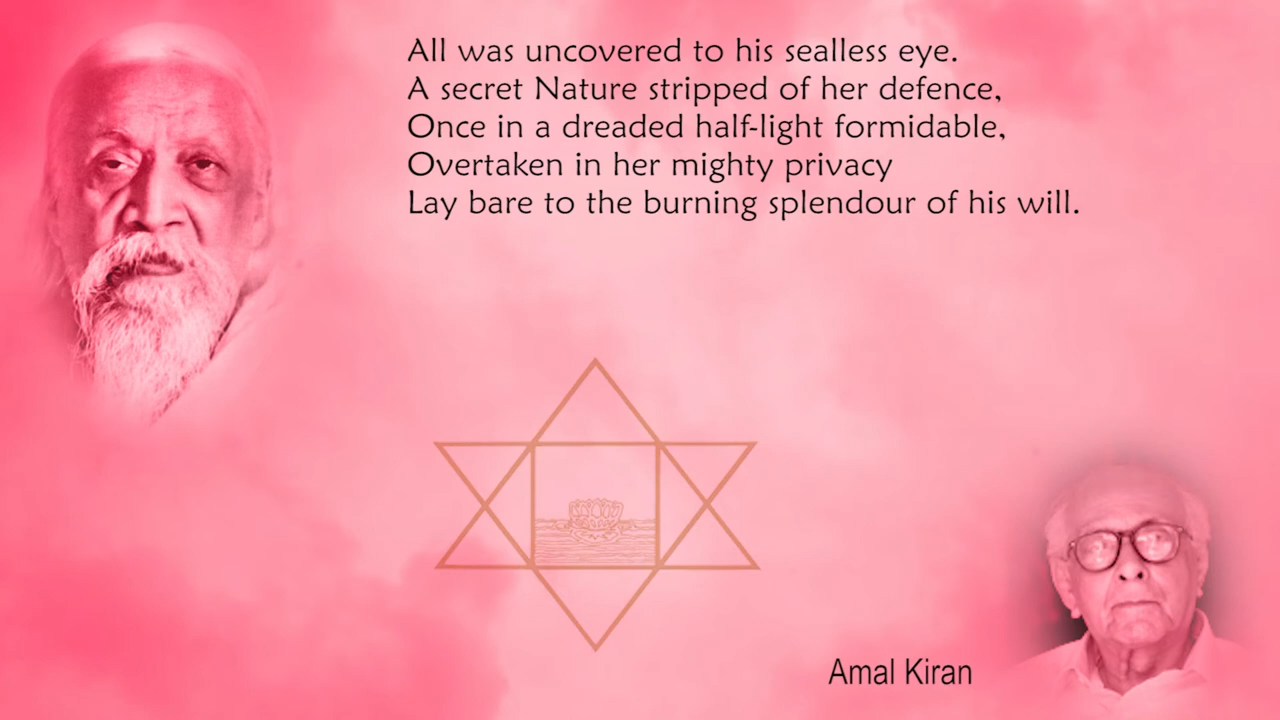 All was uncovered to his sealless eye.
A secret Nature stripped of her defence,
Once in a dreaded half-light formidable,
Overtaken in her mighty privacy
Lay bare to the burning splendour of his will.
Amal Kiran